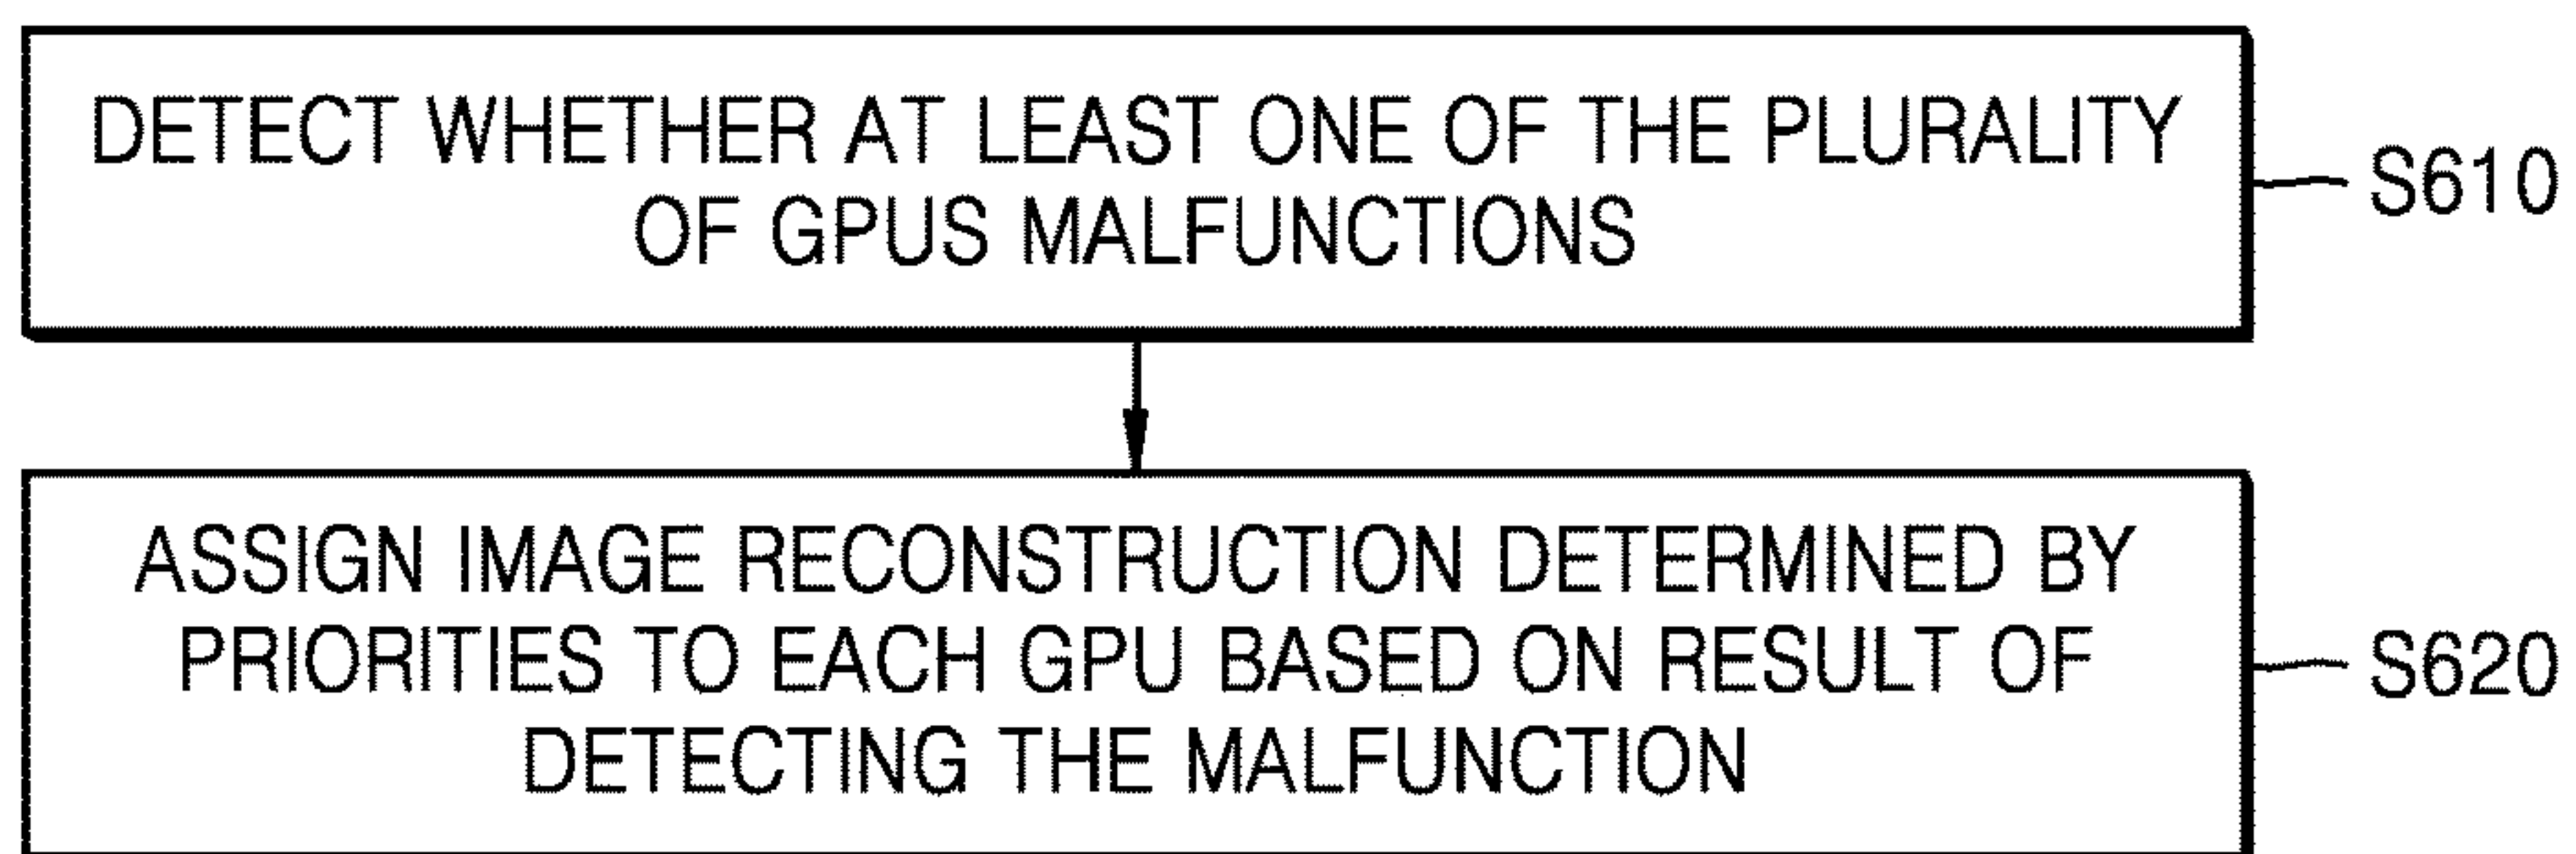 DETECT WHETHER AT LEAST ONE OF THE PLURALITY
OF GPUS MALFUNCTIONS
S610
ASSIGN IMAGE RECONSTRUCTION DETERMINED BY
PRIORITIES TO EACH GPU BASED ON RESULT OF
DETECTING THE MALFUNCTION
S620